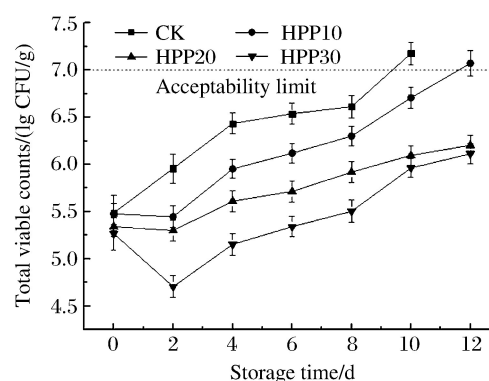 CK
HPP10
HPP20
HPP30
Acceptability limit
Total viable counts/(lg CFU/g)
7.5
7.0
6.5
6.0
5.5
5.0
4.5
0 2 4 6 8 10 12
Storage time/d